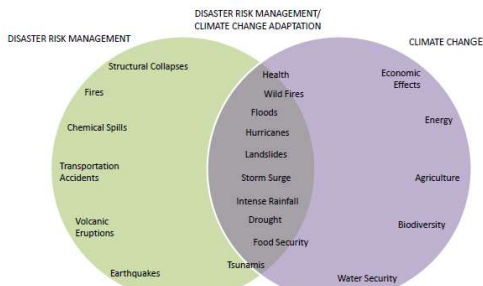 DISASTER RISK MANAGEMENT/
CLIMATE CHANGE ADAPTATION
DISASTER RISK MANAGEMENT
CLIMATE CHANGE
Structural Collapses
Fires
Chemical Spills
Transportation
Accidents
Volcanic
Eruptions
Earthquakes
Health
Wild Fires
Floods
Hurricanes
Landslides
Storm Surge
Intense Rainfall
Drought
Food Security
Tsunamis
Economic
Effects
Energy
Agriculture
Biodiversity
Water Security